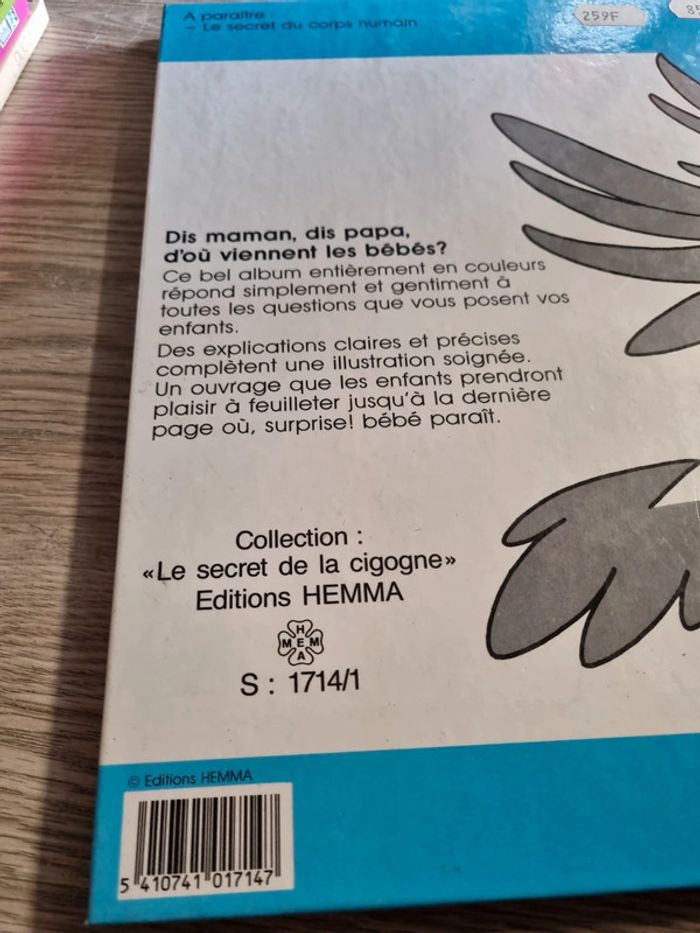 A paraître :
– Le secret du corps humain
259F
85
Dis maman, dis papa,
d'où viennent les bébés?
Ce bel album entièrement en couleurs
répond simplement et gentiment à
toutes les questions que vous posent vos
enfants.
Des explications claires et précises
complètent une illustration soignée.
Un ouvrage que les enfants prendront
plaisir à feuilleter jusqu'à la dernière
page où, surprise! bébé paraît.
Collection :
«Le secret de la cigogne»
Editions HEMMA
H
MEM
A
S : 1714/1
© Editions HEMMA
5 410741 017147